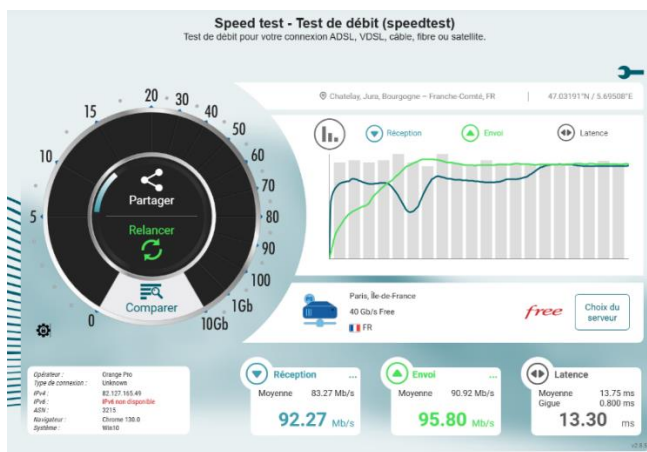 Speed test - Test de débit (speedtest)
Test de débit pour votre connexion ADSL, VDSL, câble, fibre ou satellite.
Chatelay, Jura, Bourgogne – Franche-Comté, FR | 47.03191°N / 5.69508°E
Réception Envoi Latence
0 5 10 15 20 30 40 50 60 70 80 90 100 1Gb 10Gb
Partager
Relancer
Comparer
Paris, Île-de-France
40 Gb/s Free
FR
free
Choix du
serveur
Opérateur : Orange Pro
Type de connexion : Unknown
IPv4 : 82.127.165.49
IPv6 : IPv6 non disponible
ASN : 3215
Navigateur : Chrome 130.0
Système : Win10
Réception ...
Moyenne 83.27 Mb/s
92.27 Mb/s
Envoi ...
Moyenne 90.92 Mb/s
95.80 Mb/s
Latence
Moyenne 13.75 ms
Gigue 0.800 ms
13.30 ms